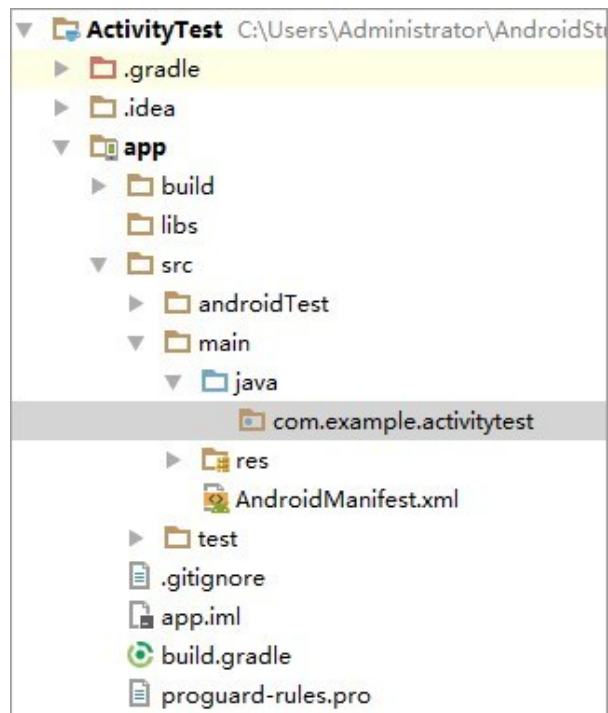 ActivityTest C:\Users\Administrator\AndroidStu
.gradle
.idea
app
build
libs
src
androidTest
main
java
com.example.activitytest
res
AndroidManifest.xml
test
.gitignore
app.iml
build.gradle
proguard-rules.pro